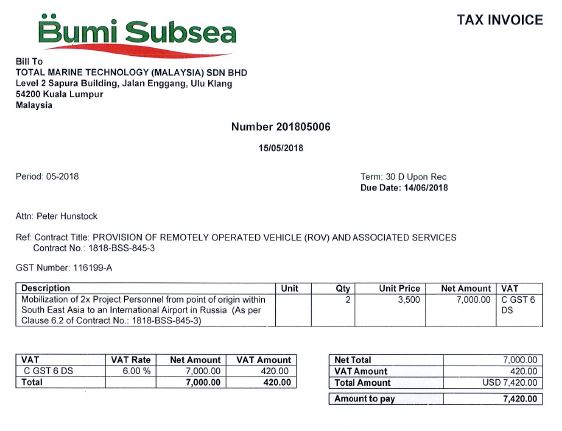 Bumi Subsea
TAX INVOICE
Bill To
TOTAL MARINE TECHNOLOGY (MALAYSIA) SDN BHD
Level 2 Sapura Building, Jalan Enggang, Ulu Klang
54200 Kuala Lumpur
Malaysia
Number 201805006
15/05/2018
Period: 05-2018
Term: 30 D Upon Rec
Due Date: 14/06/2018
Attn: Peter Hunstock
Ref: Contract Title: PROVISION OF REMOTELY OPERATED VEHICLE (ROV) AND ASSOCIATED SERVICES
Contract No.: 1818-BSS-845-3
GST Number: 116199-A
Description Unit Qty Unit Price Net Amount VAT
Mobilization of 2x Project Personnel from point of origin within 2 3,500 7,000.00 C GST 6
South East Asia to an International Airport in Russia (As per DS
Clause 6.2 of Contract No.: 1818-BSS-845-3)
VAT VAT Rate Net Amount VAT Amount
C GST 6 DS 6.00 % 7,000.00 420.00
Total 7,000.00 420.00
Net Total 7,000.00
VAT Amount 420.00
Total Amount USD 7,420.00
Amount to pay 7,420.00